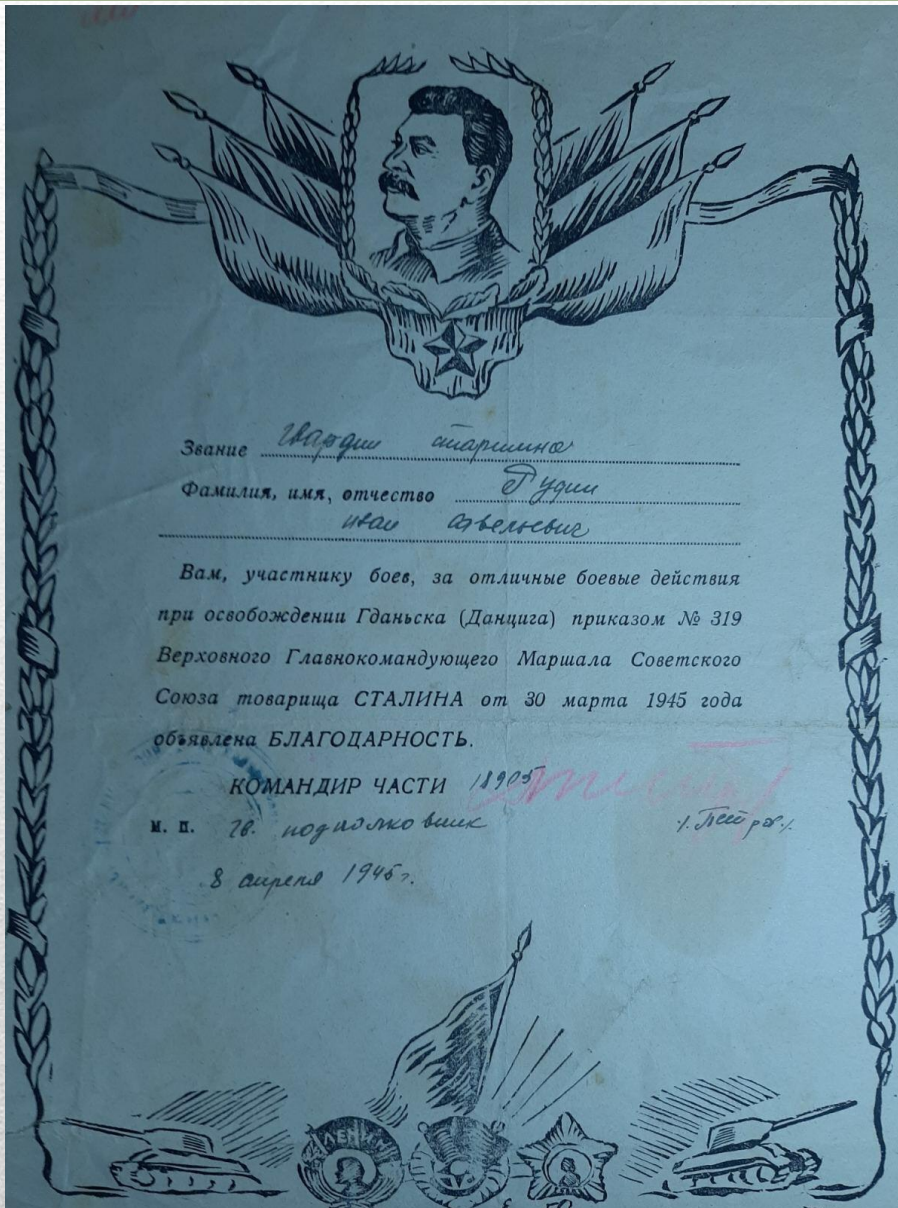 Звание гвардии старшина
Фамилия, имя, отчество Рудин
иван савельевич
Вам, участнику боев, за отличные боевые действия
при освобождении Гданьска (Данцига) приказом № 319
Верховного Главнокомандующего Маршала Советского
Союза товарища СТАЛИНА от 30 марта 1945 года
объявлена БЛАГОДАРНОСТЬ.
КОМАНДИР ЧАСТИ 18905
М. П. Гв. подполковник
8 апреля 1945 г.
ЛЕНИН